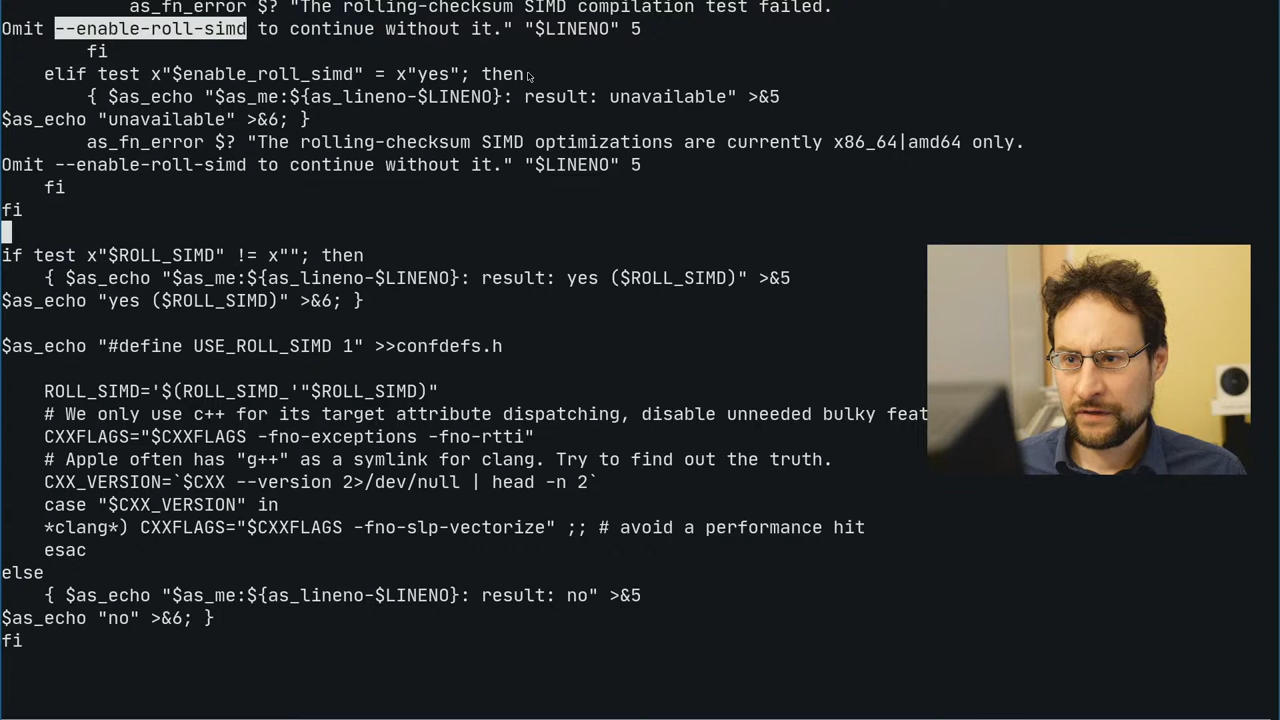 as_fn_error $? "The rolling-checksum SIMD compilation test failed.
Omit --enable-roll-simd to continue without it." "$LINENO" 5
fi
elif test x"$enable_roll_simd" = x"yes"; then
{ $as_echo "$as_me:${as_lineno-$LINENO}: result: unavailable" >&5
$as_echo "unavailable" >&6; }
as_fn_error $? "The rolling-checksum SIMD optimizations are currently x86_64|amd64 only.
Omit --enable-roll-simd to continue without it." "$LINENO" 5
fi
fi
if test x"$ROLL_SIMD" != x""; then
{ $as_echo "$as_me:${as_lineno-$LINENO}: result: yes ($ROLL_SIMD)" >&5
$as_echo "yes ($ROLL_SIMD)" >&6; }
$as_echo "#define USE_ROLL_SIMD 1" >>confdefs.h
ROLL_SIMD='$(ROLL_SIMD_'"$ROLL_SIMD)"
# We only use c++ for its target attribute dispatching, disable unneeded bulky feat
CXXFLAGS="$CXXFLAGS -fno-exceptions -fno-rtti"
# Apple often has "g++" as a symlink for clang. Try to find out the truth.
CXX_VERSION=`$CXX --version 2>/dev/null | head -n 2`
case "$CXX_VERSION" in
*clang*) CXXFLAGS="$CXXFLAGS -fno-slp-vectorize" ;; # avoid a performance hit
esac
else
{ $as_echo "$as_me:${as_lineno-$LINENO}: result: no" >&5
$as_echo "no" >&6; }
fi